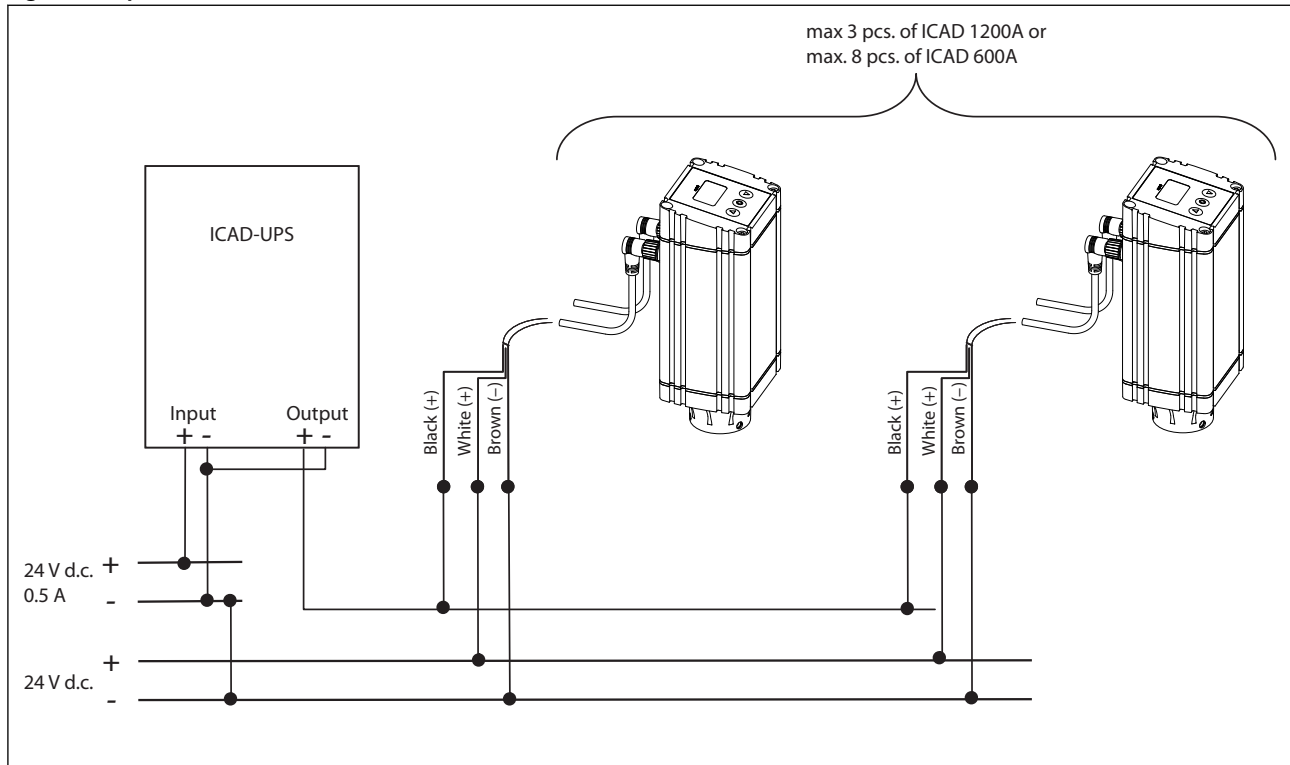 max 3 pcs. of ICAD 1200A or
max. 8 pcs. of ICAD 600A
ICAD-UPS
Input
Output
+ -
+ -
Black (+)
White (+)
Brown (–)
Black (+)
White (+)
Brown (–)
24 V d.c.
0.5 A
+
-
24 V d.c.
+
-